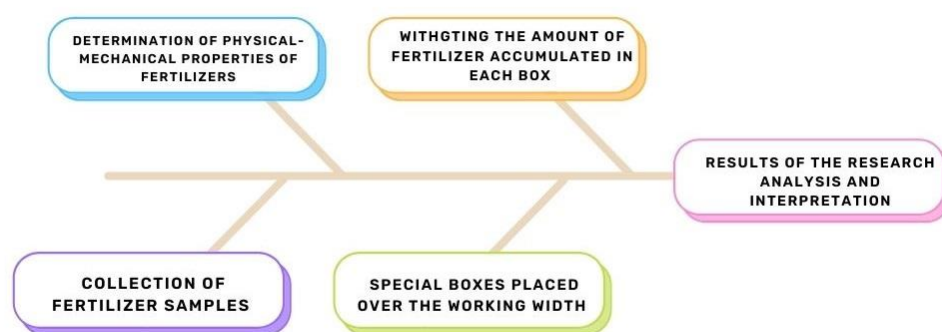 DETERMINATION OF PHYSICAL-
MECHANICAL PROPERTIES OF
FERTILIZERS
WITHGTING THE AMOUNT OF
FERTILIZER ACCUMULATED IN
EACH BOX
RESULTS OF THE RESEARCH
ANALYSIS AND
INTERPRETATION
COLLECTION OF
FERTILIZER SAMPLES
SPECIAL BOXES PLACED
OVER THE WORKING WIDTH